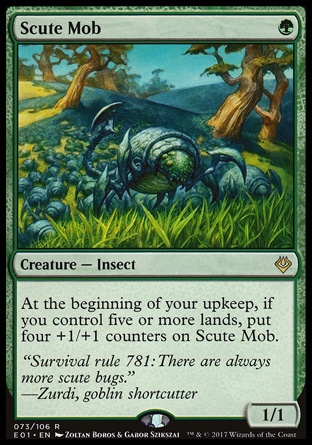 Scute Mob
Creature — Insect
At the beginning of your upkeep, if
you control five or more lands, put
four +1/+1 counters on Scute Mob.
“Survival rule 781: There are always
more scute bugs.”
—Zurdi, goblin shortcutter
1/1
073/106 R
E01 • EN Zoltan Boros & Gabor Szikszai
™ & © 2017 Wizards of the Coast